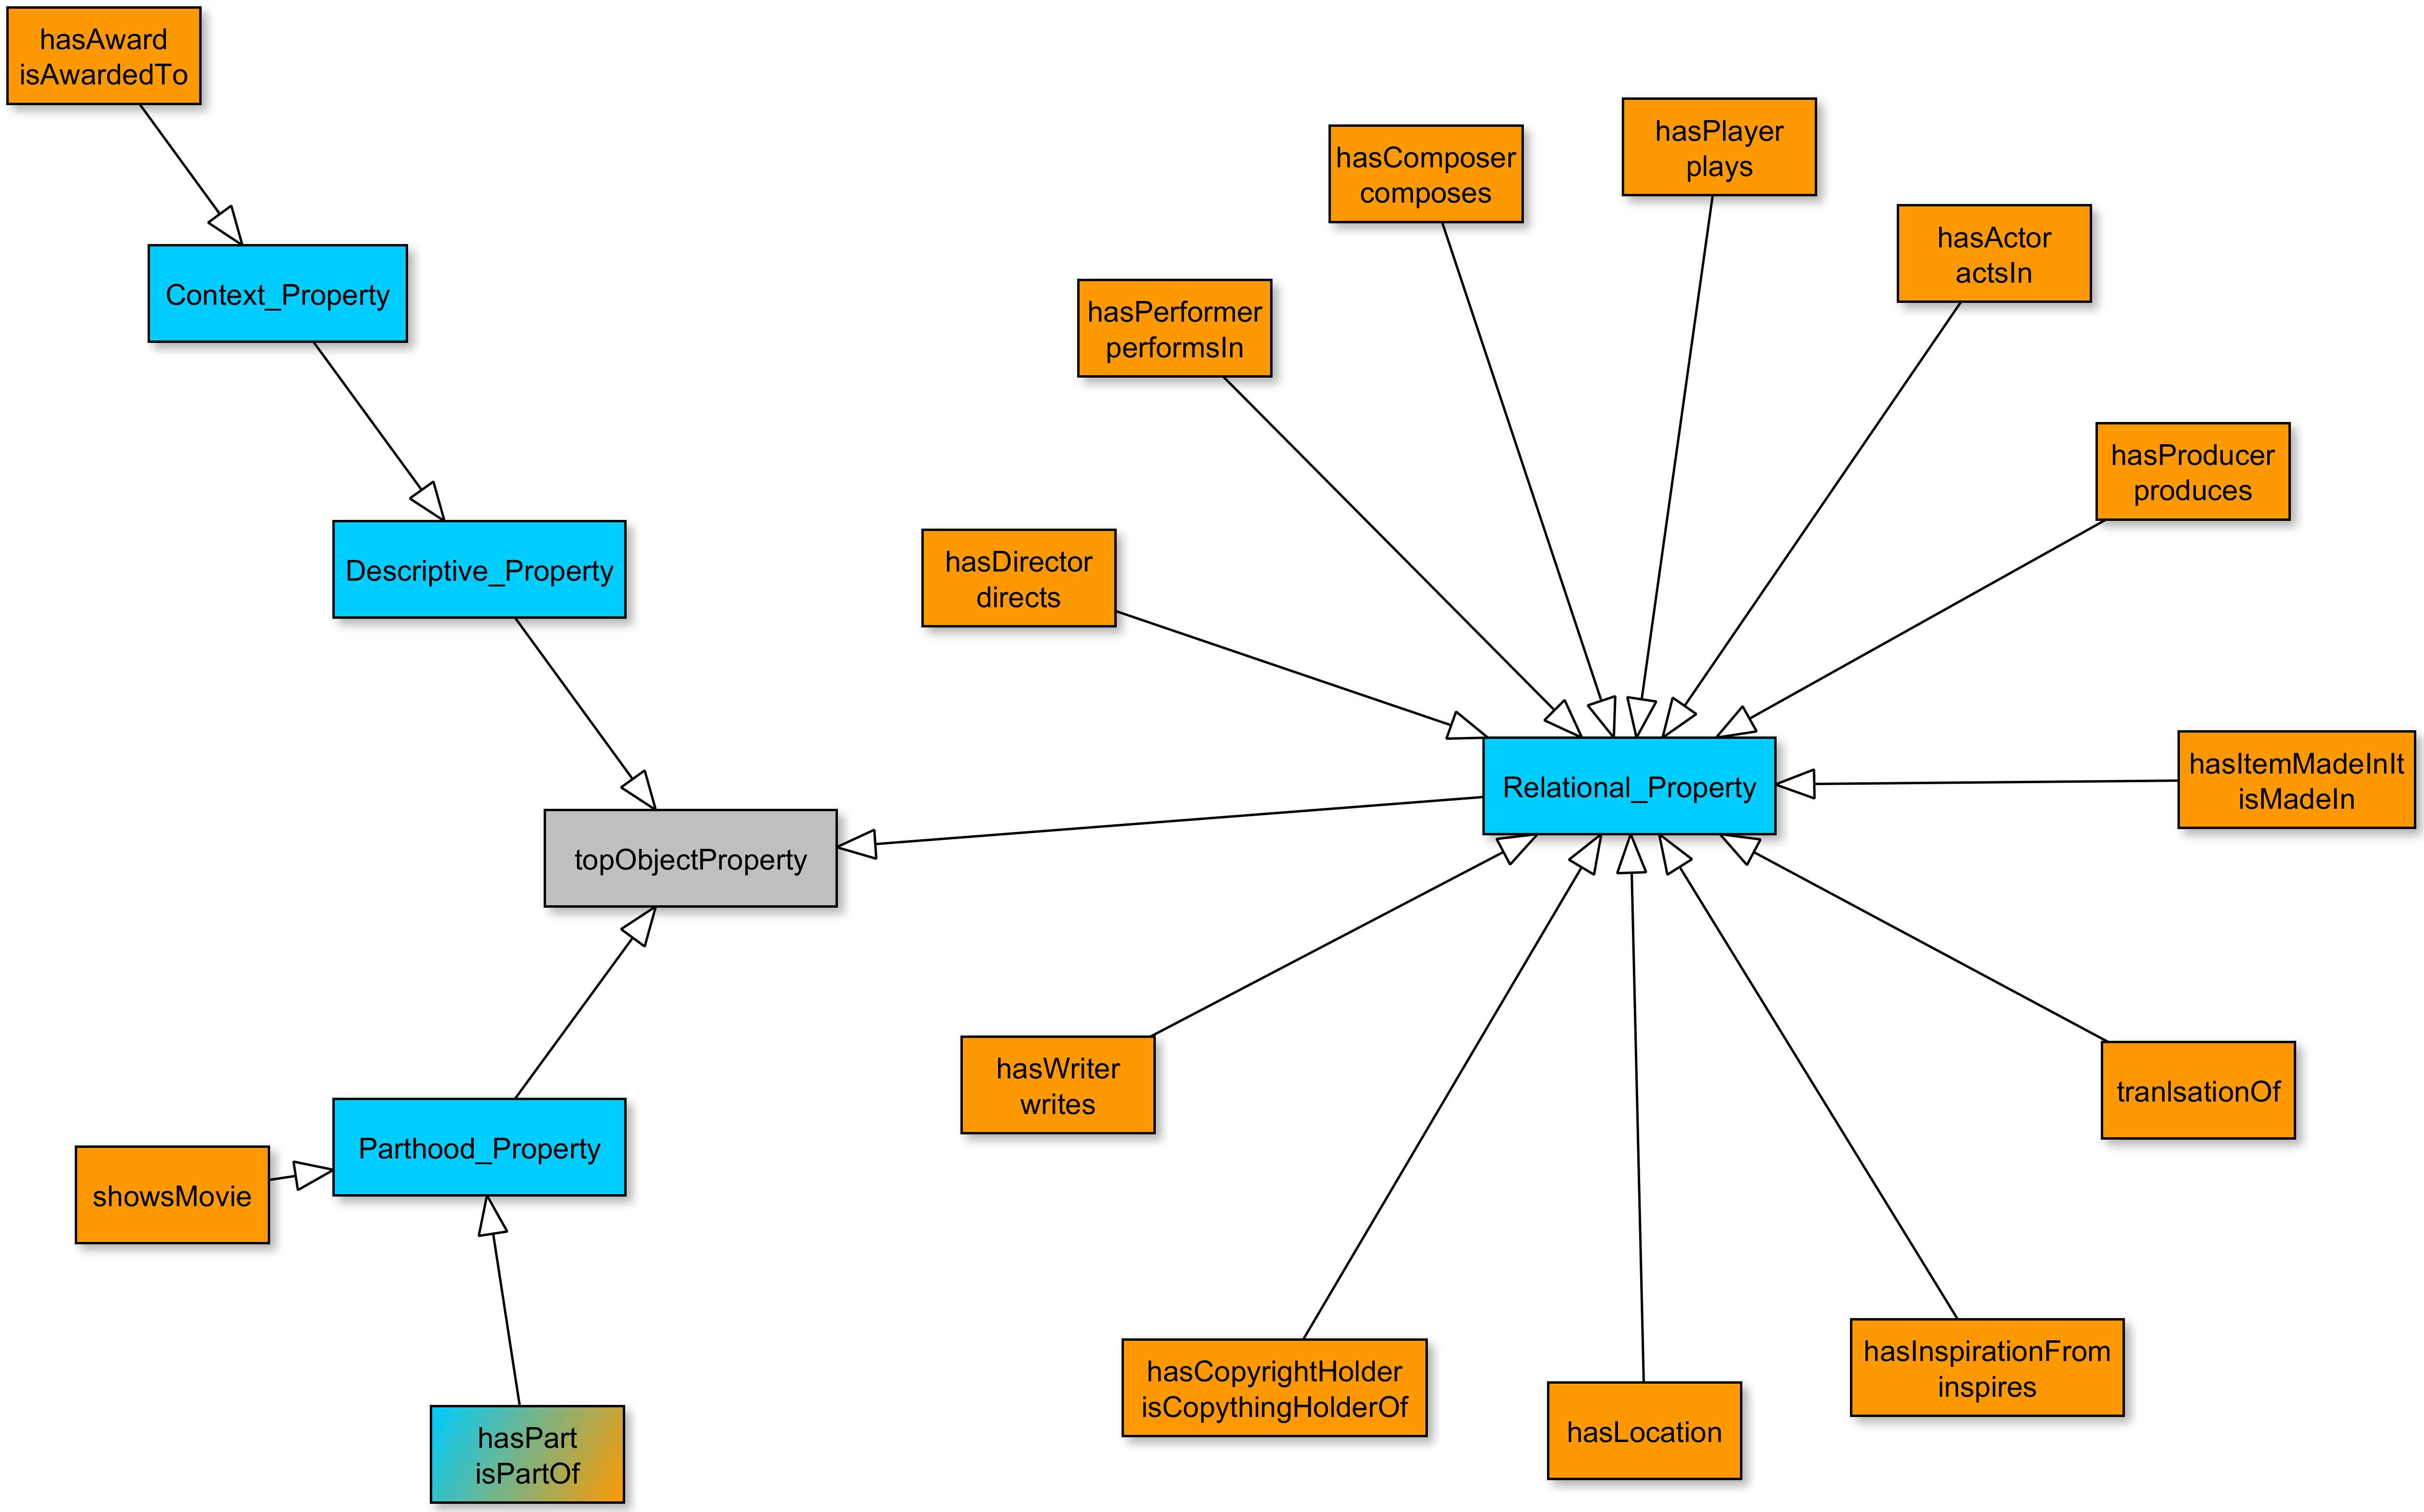 hasAward
isAwardedTo
Context_Property
Descriptive_Property
topObjectProperty
Parthood_Property
showsMovie
hasPart
isPartOf
hasPlayer
plays
hasComposer
composes
hasActor
actsIn
hasPerformer
performsIn
hasProducer
produces
hasDirector
directs
Relational_Property
hasItemMadeInIt
isMadeIn
hasWriter
writes
tranlsationOf
hasCopyrightHolder
isCopythingHolderOf
hasLocation
hasInspirationFrom
inspires